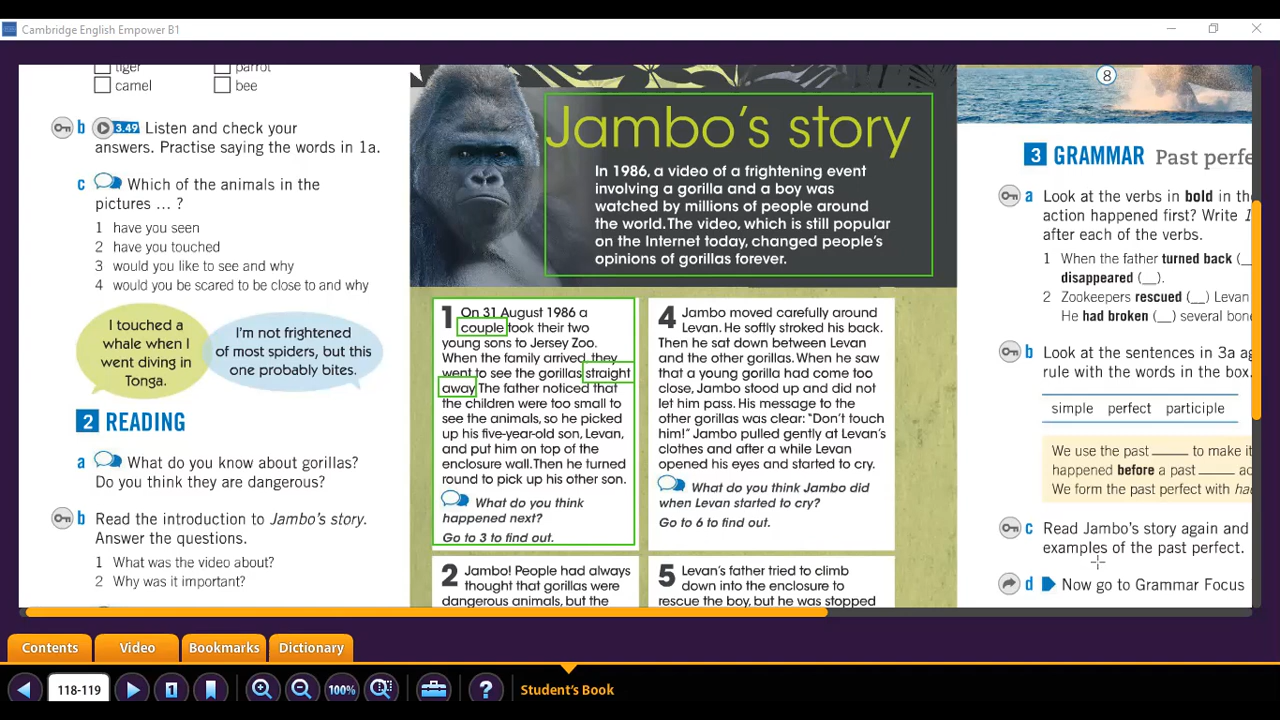 Cambridge English Empower B1
tiger
parrot
camel
bee
b 3.49 Listen and check your
answers. Practise saying the words in 1a.
c Which of the animals in the
pictures … ?
1 have you seen
2 have you touched
3 would you like to see and why
4 would you be scared to be close to and why
I touched a
whale when I
went diving in
Tonga.
I'm not frightened
of most spiders, but this
one probably bites.
2 READING
a What do you know about gorillas?
Do you think they are dangerous?
b Read the introduction to Jambo's story.
Answer the questions.
1 What was the video about?
2 Why was it important?
Jambo's story
In 1986, a video of a frightening event
involving a gorilla and a boy was
watched by millions of people around
the world. The video, which is still popular
on the Internet today, changed people's
opinions of gorillas forever.
1 On 31 August 1986 a
couple took their two
young sons to Jersey Zoo.
When the family arrived, they
went to see the gorillas straight
away. The father noticed that
the children were too small to
see the animals, so he picked
up his five-year-old son, Levan,
and put him on top of the
enclosure wall. Then he turned
round to pick up his other son.
What do you think
happened next?
Go to 3 to find out.
4 Jambo moved carefully around
Levan. He softly stroked his back.
Then he sat down between Levan
and the other gorillas. When he saw
that a young gorilla had come too
close, Jambo stood up and did not
let him pass. His message to the
other gorillas was clear: "Don't touch
him!" Jambo pulled gently at Levan's
clothes and after a while Levan
opened his eyes and started to cry.
What do you think Jambo did
when Levan started to cry?
Go to 6 to find out.
2 Jambo! People had always
thought that gorillas were
dangerous animals, but the
5 Levan's father tried to climb
down into the enclosure to
rescue the boy, but he was stopped
8
3 GRAMMAR Past perfe
a Look at the verbs in bold in the
action happened first? Write 1
after each of the verbs.
1 When the father turned back (__
disappeared (__).
2 Zookeepers rescued (__) Levan
He had broken (__) several bone
b Look at the sentences in 3a ag
rule with the words in the box.
simple perfect participle
We use the past ____ to make it
happened before a past ____ ac
We form the past perfect with ha
c Read Jambo's story again and
examples of the past perfect.
d Now go to Grammar Focus
Contents
Video
Bookmarks
Dictionary
118-119
1
100%
?
Student's Book